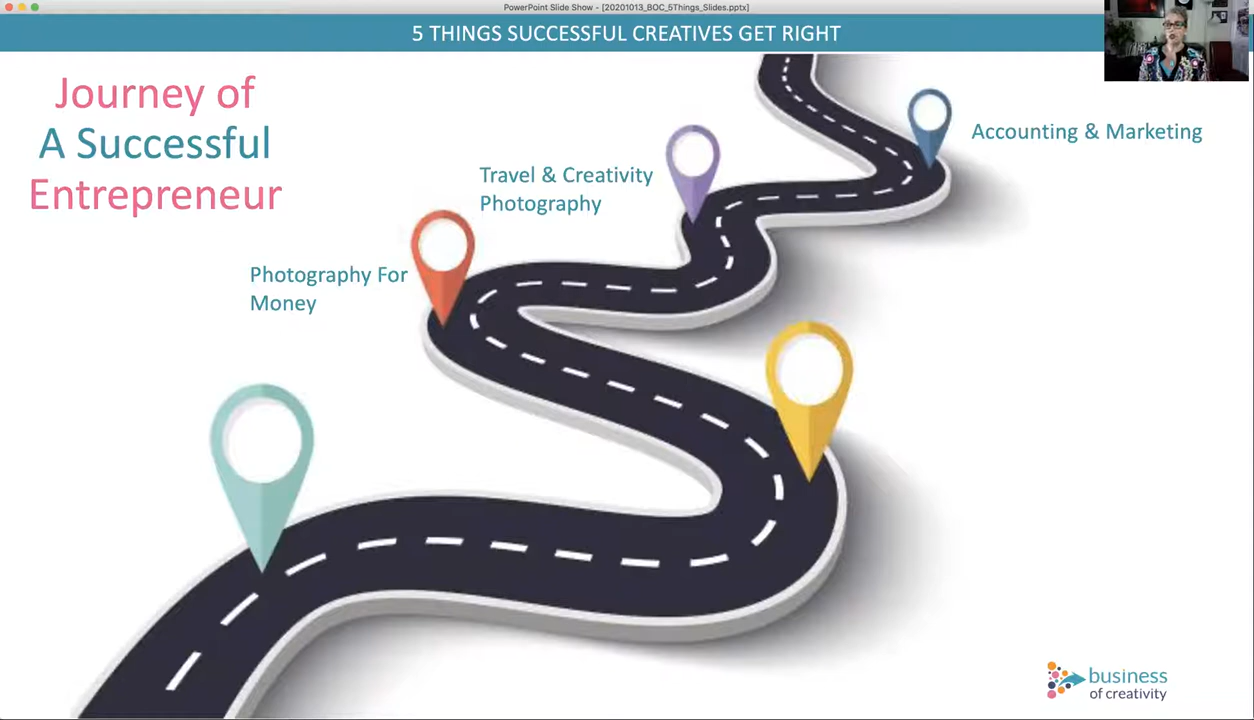 PowerPoint Slide Show - [20201013_BOC_5Things_Slides.pptx]
5 THINGS SUCCESSFUL CREATIVES GET RIGHT
Journey of
A Successful
Entrepreneur
Accounting & Marketing
Travel & Creativity
Photography
Photography For
Money
business
of creativity